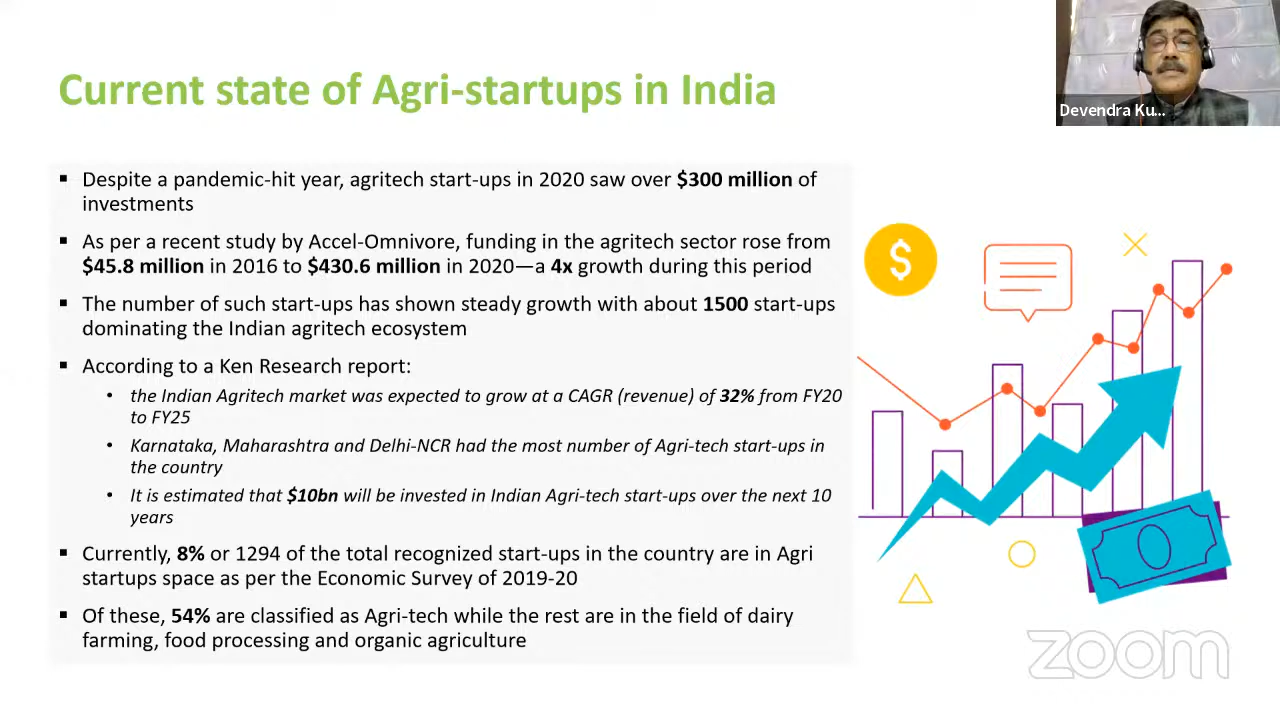 Current state of Agri-startups in India
Devendra Ku...
▪ Despite a pandemic-hit year, agritech start-ups in 2020 saw over $300 million of
investments
▪ As per a recent study by Accel-Omnivore, funding in the agritech sector rose from
$45.8 million in 2016 to $430.6 million in 2020—a 4x growth during this period
▪ The number of such start-ups has shown steady growth with about 1500 start-ups
dominating the Indian agritech ecosystem
▪ According to a Ken Research report:
• the Indian Agritech market was expected to grow at a CAGR (revenue) of 32% from FY20
to FY25
• Karnataka, Maharashtra and Delhi-NCR had the most number of Agri-tech start-ups in
the country
• It is estimated that $10bn will be invested in Indian Agri-tech start-ups over the next 10
years
▪ Currently, 8% or 1294 of the total recognized start-ups in the country are in Agri
startups space as per the Economic Survey of 2019-20
▪ Of these, 54% are classified as Agri-tech while the rest are in the field of dairy
farming, food processing and organic agriculture
$
zoom